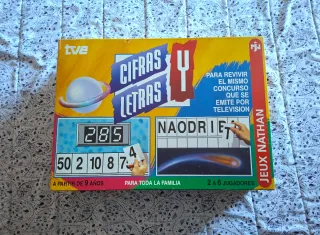 tve
CIFRAS
Y
LETRAS
PARA REVIVIR
EL MISMO
CONCURSO
QUE SE
EMITE POR
TELEVISION
JEUX NATHAN
285
50 2 10 8 7 4
NAODRIE
A PARTIR DE 9 AÑOS
PARA TODA LA FAMILIA
2 a 6 JUGADORES